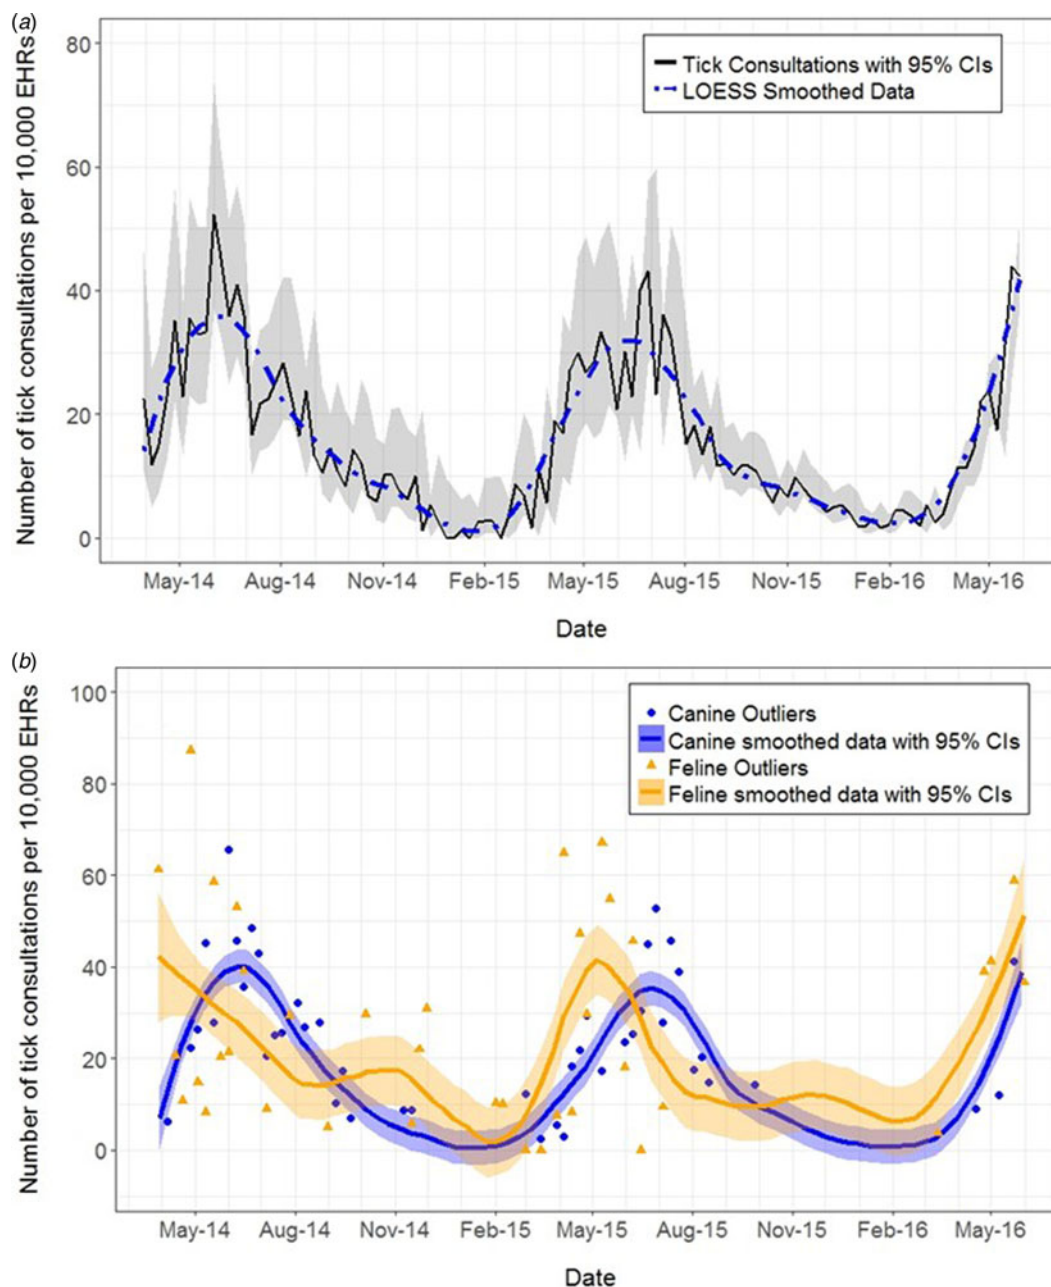 (a)
Number of tick consultations per 10,000 EHRs
80
60
40
20
0
Tick Consultations with 95% CIs
LOESS Smoothed Data
May-14 Aug-14 Nov-14 Feb-15 May-15 Aug-15 Nov-15 Feb-16 May-16
Date
(b)
Number of tick consultations per 10,000 EHRs
100
80
60
40
20
0
Canine Outliers
Canine smoothed data with 95% CIs
Feline Outliers
Feline smoothed data with 95% CIs
May-14 Aug-14 Nov-14 Feb-15 May-15 Aug-15 Nov-15 Feb-16 May-16
Date